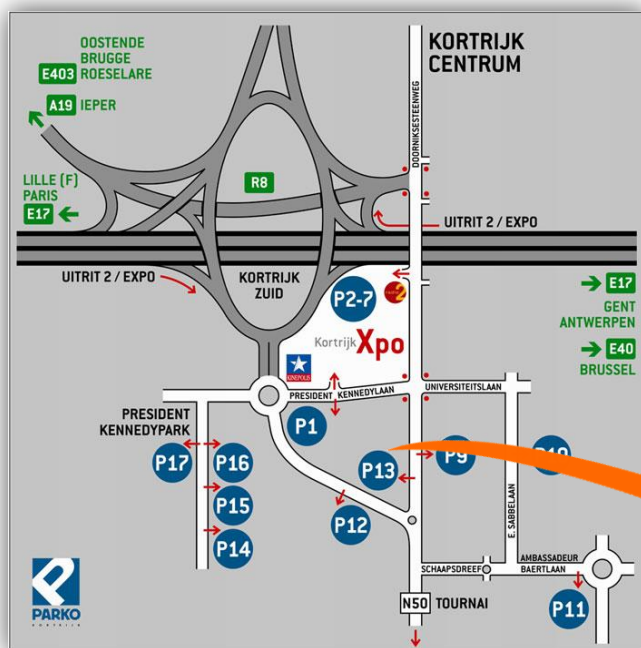 OOSTENDE
BRUGGE
E403 ROESELARE
A19 IEPER
KORTRIJK
CENTRUM
DOORNIKSESTEENWEG
LILLE (F)
PARIS
E17
R8
UITRIT 2 / EXPO
UITRIT 2 / EXPO
KORTRIJK
ZUID
P2-7
2
E17
GENT
ANTWERPEN
E40
BRUSSEL
Kortrijk Xpo
KINEPOLIS
PRESIDENT KENNEDYLAAN
UNIVERSITEITSLAAN
PRESIDENT
KENNEDYPARK
P1
P17
P16
P13
P9
P15
P12
P14
E. SABBELAAN
SCHAAPSDREEF
AMBASSADEUR
BAERTLAAN
P11
N50 TOURNAI
PARKO
KORTRIJK